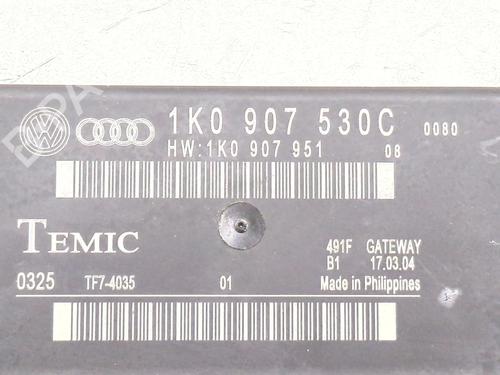 1K0 907 530C 0080
HW:1K0 907 951 08
TEMIC
491F GATEWAY
B1 17.03.04
0325 TF7-4035 01 Made in Philippines